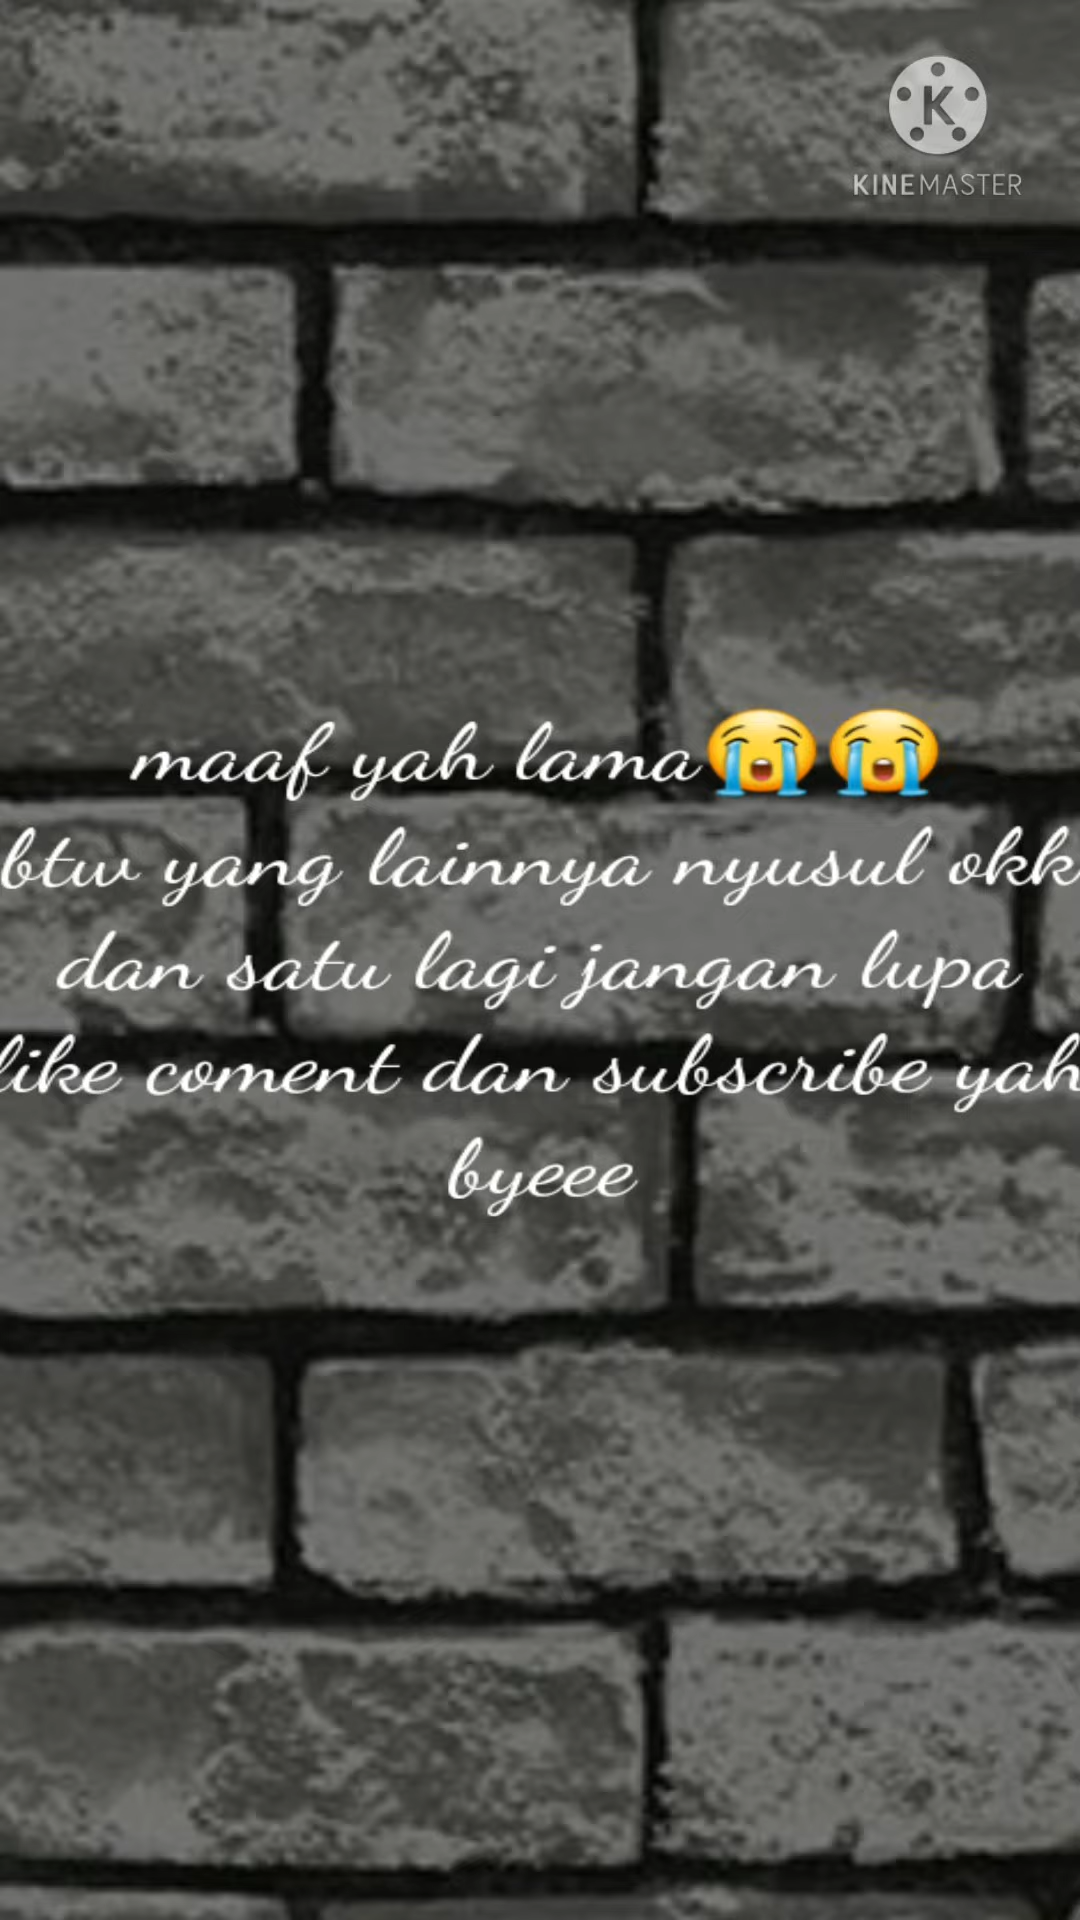 KINEMASTER
maaf yah lama😭😭
btw yang lainnya nyusul okk
dan satu lagi jangan lupa
like coment dan subscribe yah
byeee